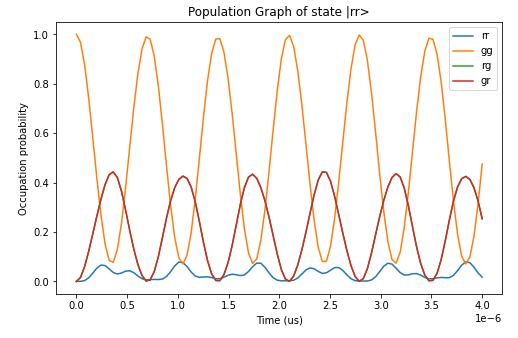 Population Graph of state |rr>
Occupation probability
1.0
0.8
0.6
0.4
0.2
0.0
rr
gg
rg
gr
0.0 0.5 1.0 1.5 2.0 2.5 3.0 3.5 4.0
1e−6
Time (us)